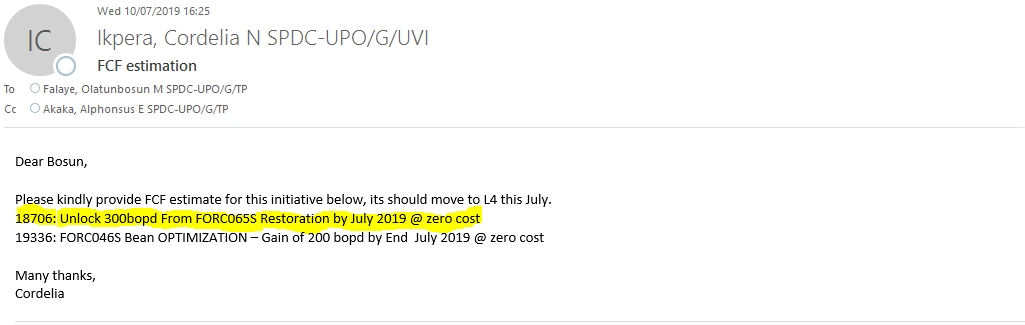 Wed 10/07/2019 16:25
IC
Ikpera, Cordelia N SPDC-UPO/G/UVI
FCF estimation
To Falaye, Olatunbosun M SPDC-UPO/G/TP
Cc Akaka, Alphonsus E SPDC-UPO/G/TP
Dear Bosun,
Please kindly provide FCF estimate for this initiative below, its should move to L4 this July.
18706: Unlock 300bopd From FORC065S Restoration by July 2019 @ zero cost
19336: FORC046S Bean OPTIMIZATION – Gain of 200 bopd by End July 2019 @ zero cost
Many thanks,
Cordelia